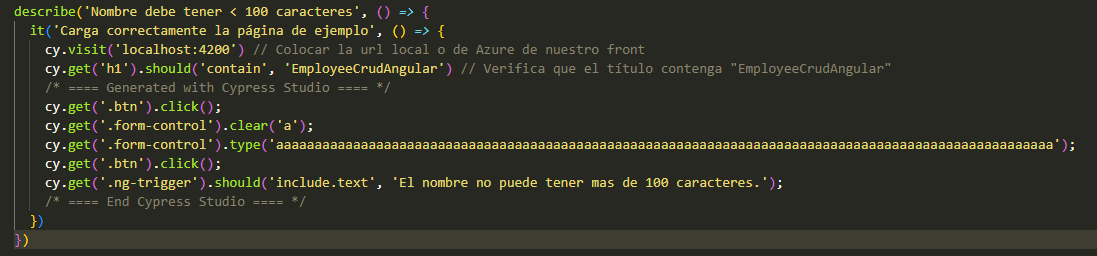 describe('Nombre debe tener < 100 caracteres', () => {
it('Carga correctamente la página de ejemplo', () => {
cy.visit('localhost:4200') // Colocar la url local o de Azure de nuestro front
cy.get('h1').should('contain', 'EmployeeCrudAngular') // Verifica que el título contenga "EmployeeCrudAngular"
/* ==== Generated with Cypress Studio ==== */
cy.get('.btn').click();
cy.get('.form-control').clear('a');
cy.get('.form-control').type('aaaaaaaaaaaaaaaaaaaaaaaaaaaaaaaaaaaaaaaaaaaaaaaaaaaaaaaaaaaaaaaaaaaaaaaaaaaaaaaaaaaaaaaaaaaaaaaaaaaaa');
cy.get('.btn').click();
cy.get('.ng-trigger').should('include.text', 'El nombre no puede tener mas de 100 caracteres.');
/* ==== End Cypress Studio ==== */
})
})